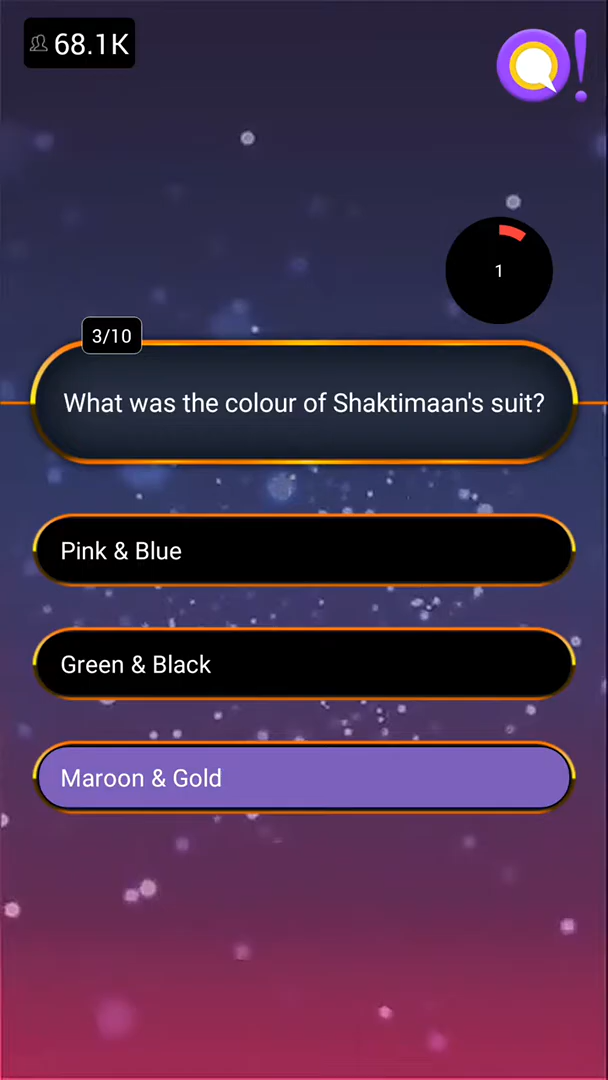 68.1K
Q!
1
3/10
What was the colour of Shaktimaan's suit?
Pink & Blue
Green & Black
Maroon & Gold